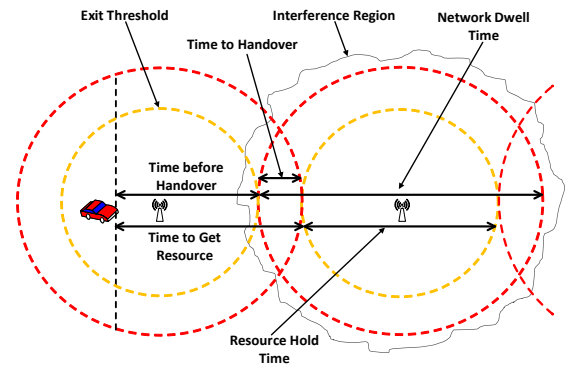 Exit Threshold
Interference Region
Network Dwell
Time
Time to Handover
Time before
Handover
Time to Get
Resource
Resource Hold
Time